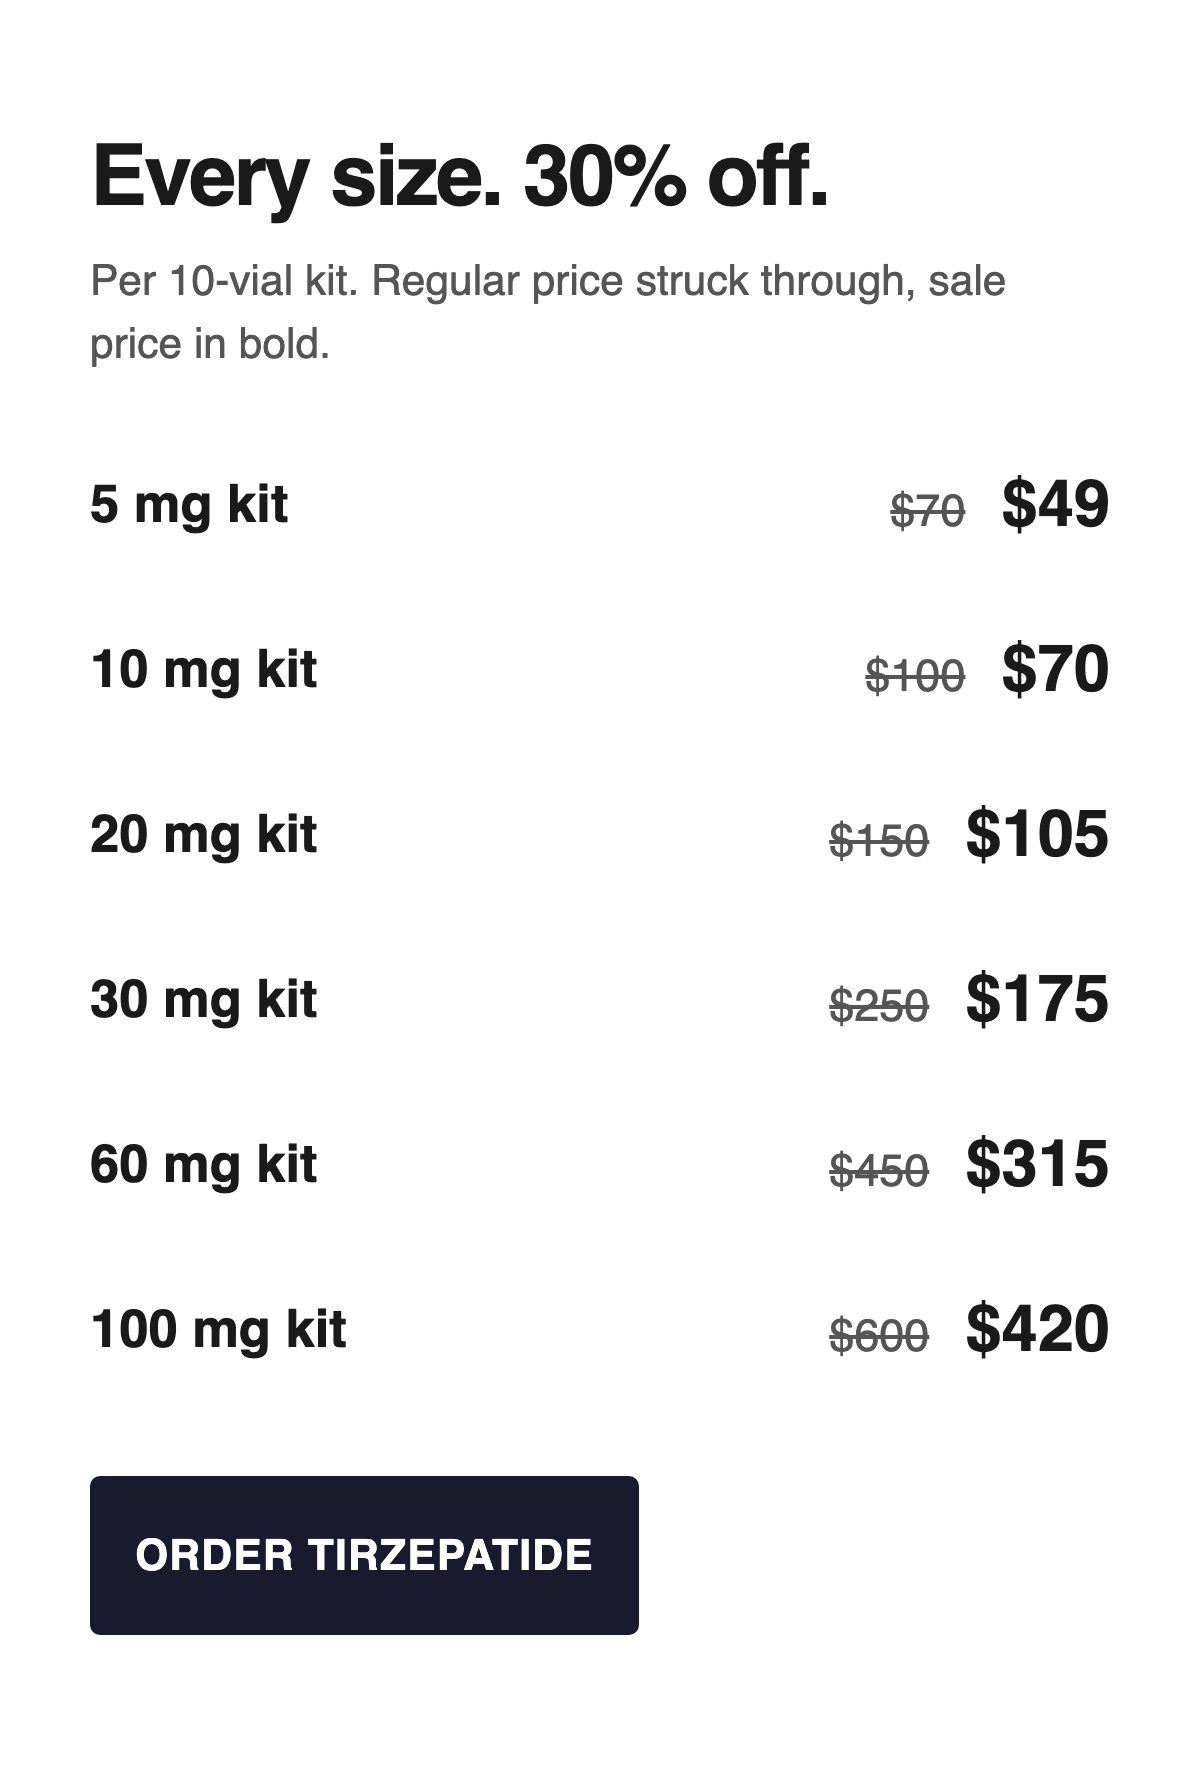 Every size. 30% off.
Per 10-vial kit. Regular price struck through, sale
price in bold.
5 mg kit $70 $49
10 mg kit $100 $70
20 mg kit $150 $105
30 mg kit $250 $175
60 mg kit $450 $315
100 mg kit $600 $420
ORDER TIRZEPATIDE